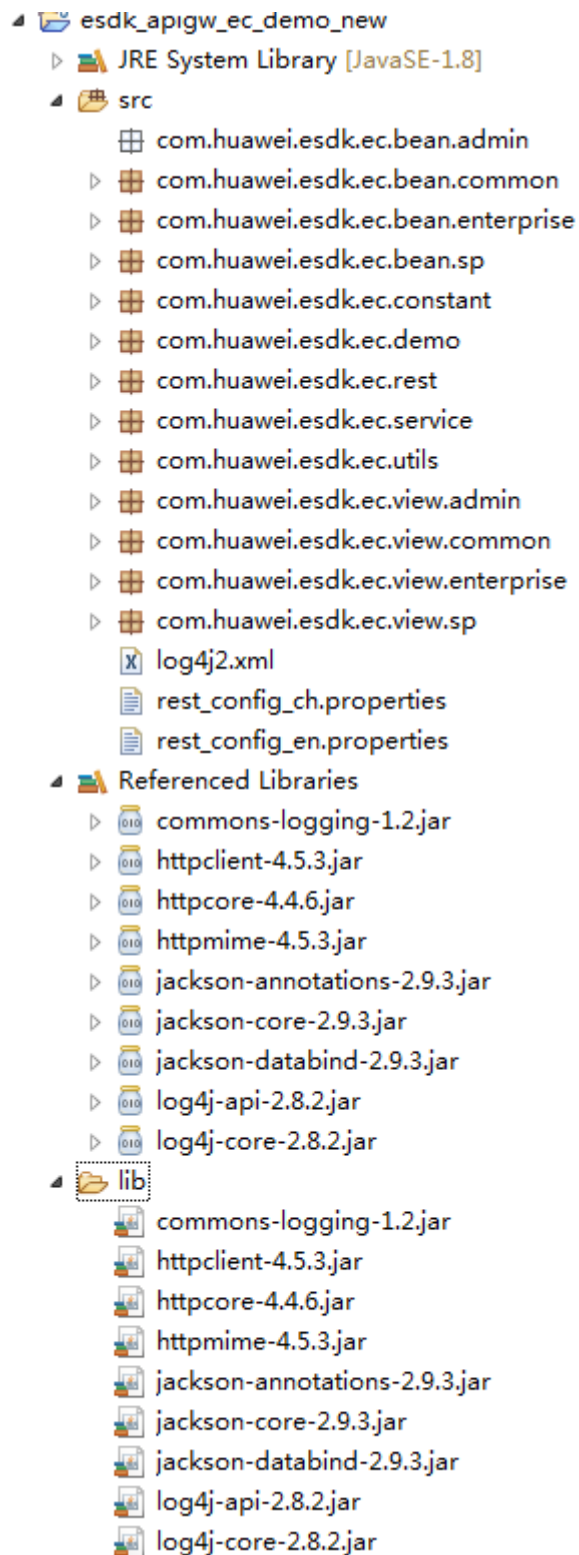 esdk_apigw_ec_demo_new
JRE System Library [JavaSE-1.8]
src
com.huawei.esdk.ec.bean.admin
com.huawei.esdk.ec.bean.common
com.huawei.esdk.ec.bean.enterprise
com.huawei.esdk.ec.bean.sp
com.huawei.esdk.ec.constant
com.huawei.esdk.ec.demo
com.huawei.esdk.ec.rest
com.huawei.esdk.ec.service
com.huawei.esdk.ec.utils
com.huawei.esdk.ec.view.admin
com.huawei.esdk.ec.view.common
com.huawei.esdk.ec.view.enterprise
com.huawei.esdk.ec.view.sp
log4j2.xml
rest_config_ch.properties
rest_config_en.properties
Referenced Libraries
commons-logging-1.2.jar
httpclient-4.5.3.jar
httpcore-4.4.6.jar
httpmime-4.5.3.jar
jackson-annotations-2.9.3.jar
jackson-core-2.9.3.jar
jackson-databind-2.9.3.jar
log4j-api-2.8.2.jar
log4j-core-2.8.2.jar
lib
commons-logging-1.2.jar
httpclient-4.5.3.jar
httpcore-4.4.6.jar
httpmime-4.5.3.jar
jackson-annotations-2.9.3.jar
jackson-core-2.9.3.jar
jackson-databind-2.9.3.jar
log4j-api-2.8.2.jar
log4j-core-2.8.2.jar